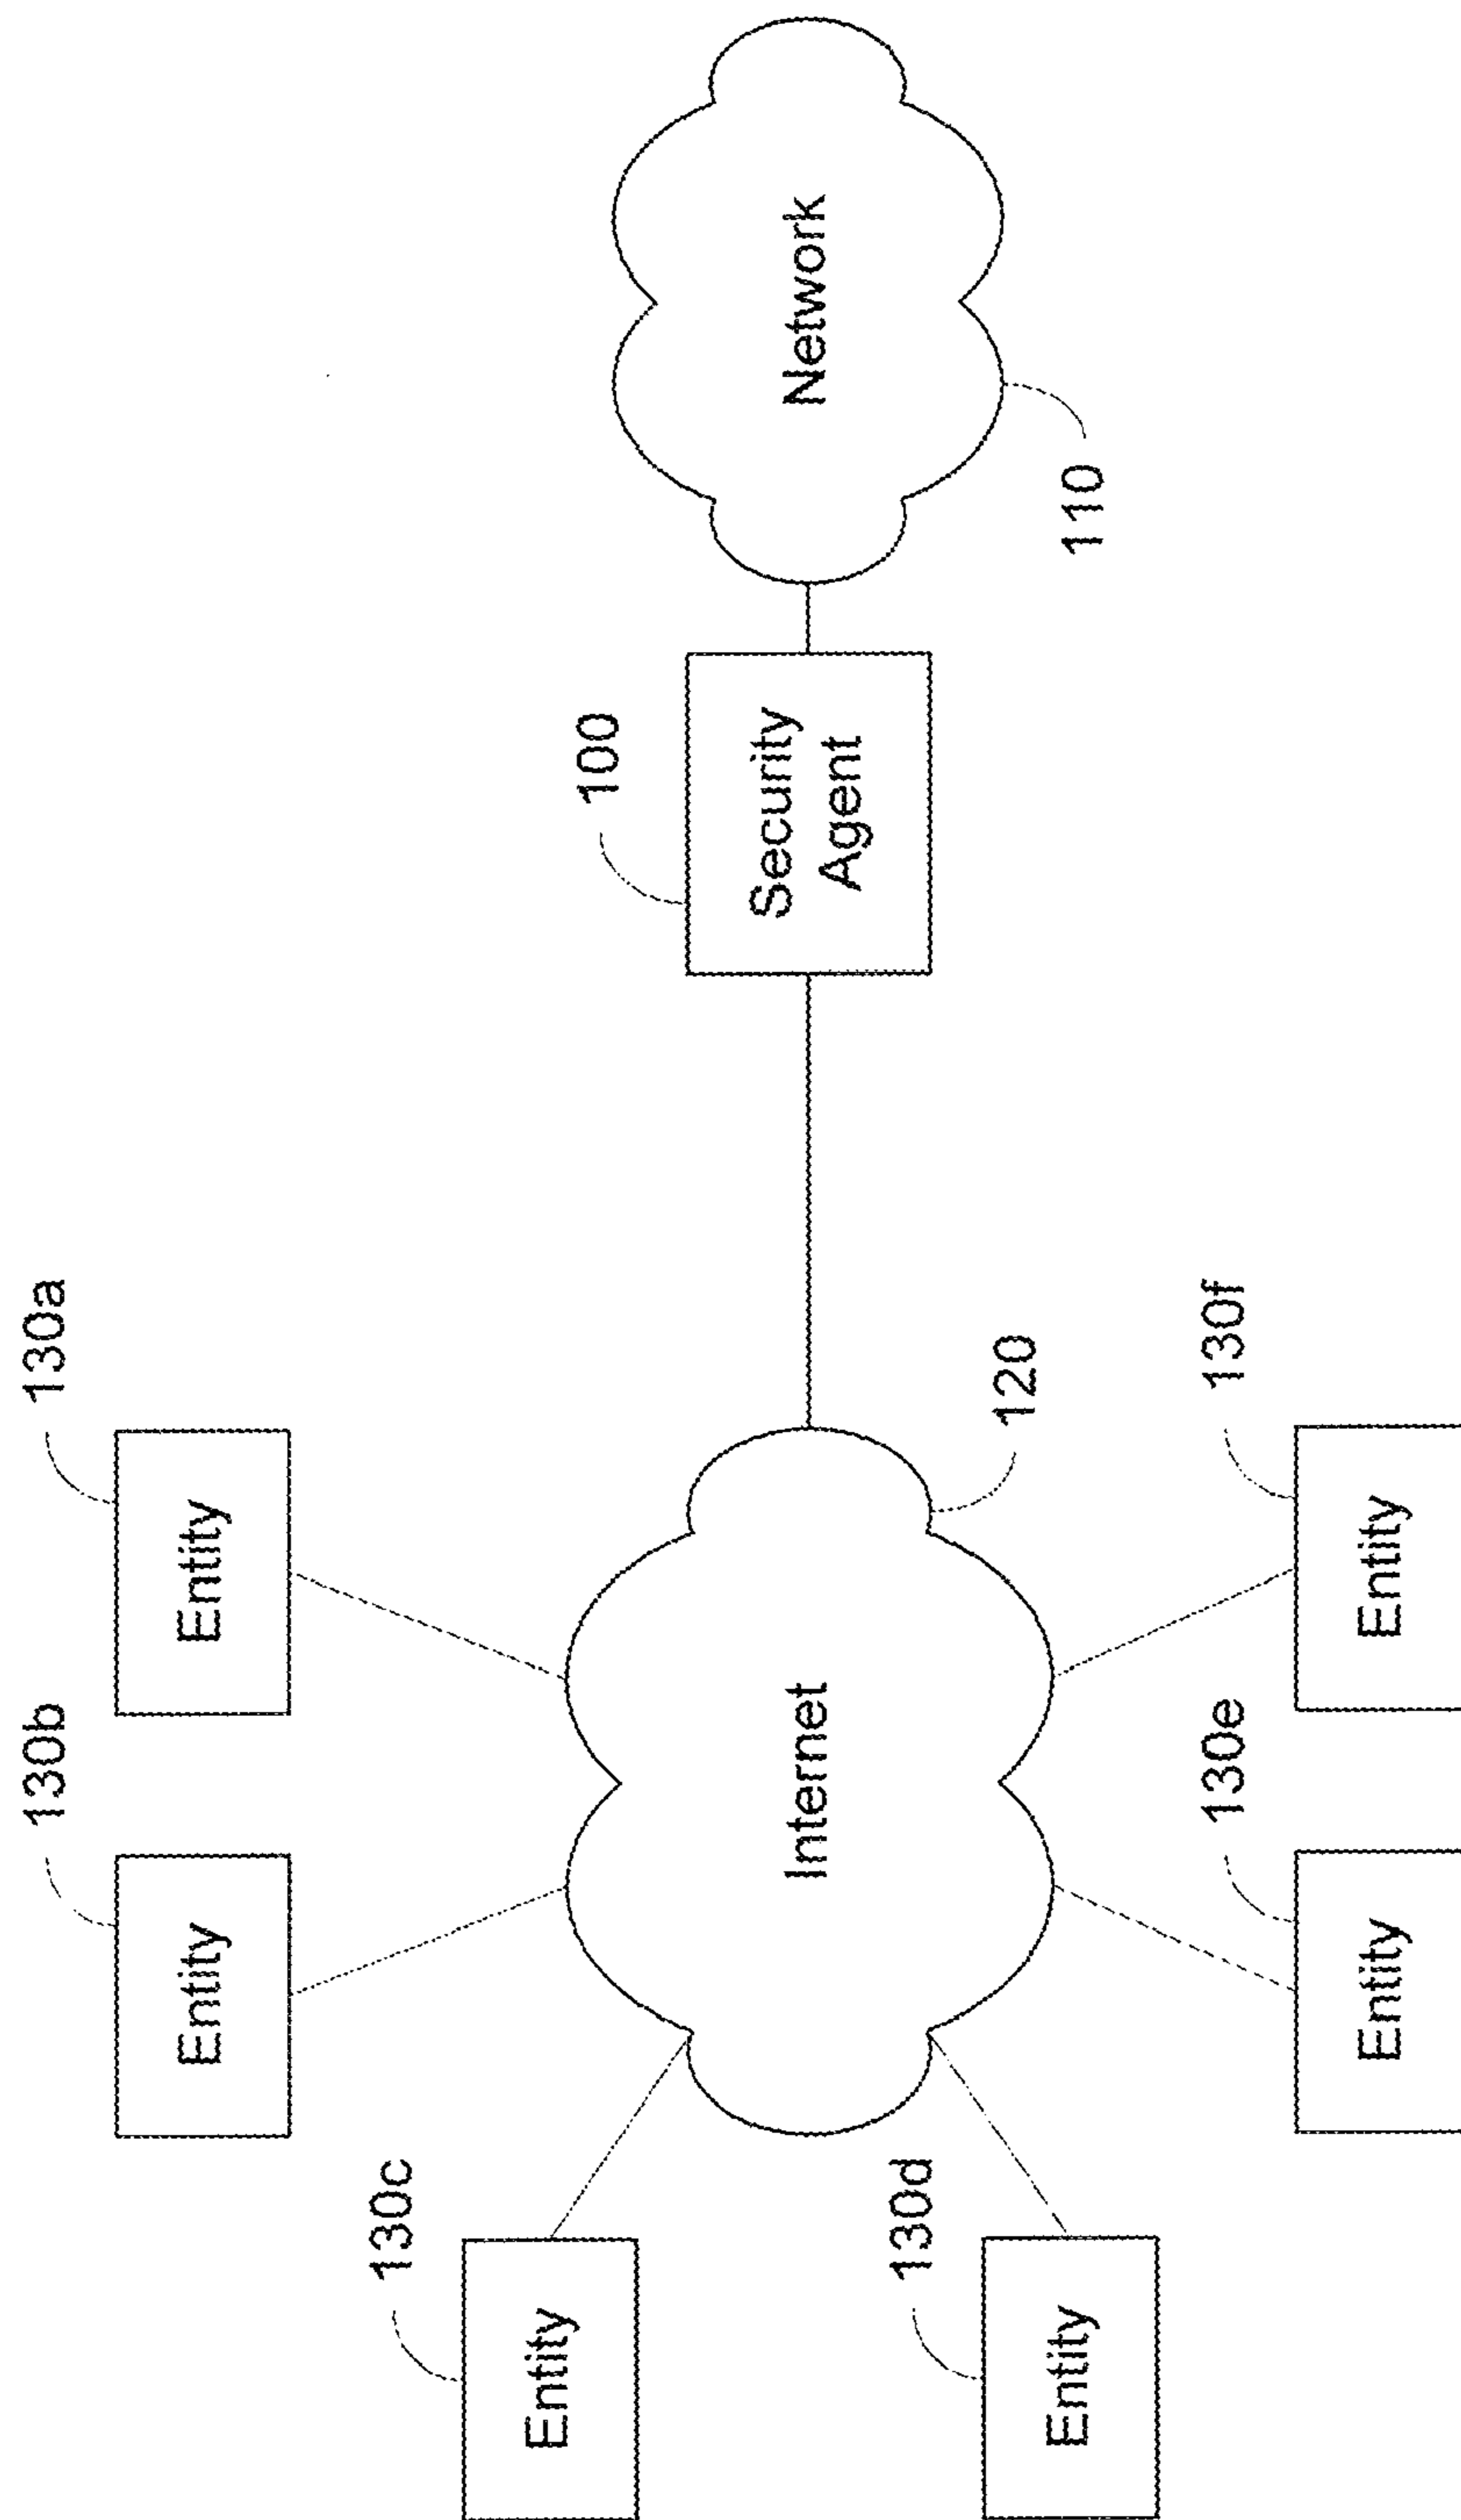 130b
130a
Entity
Entity
130c
100
Entity
Internet
Security
Agent
Network
130d
120
110
Entity
130e
130f
Entity
Entity